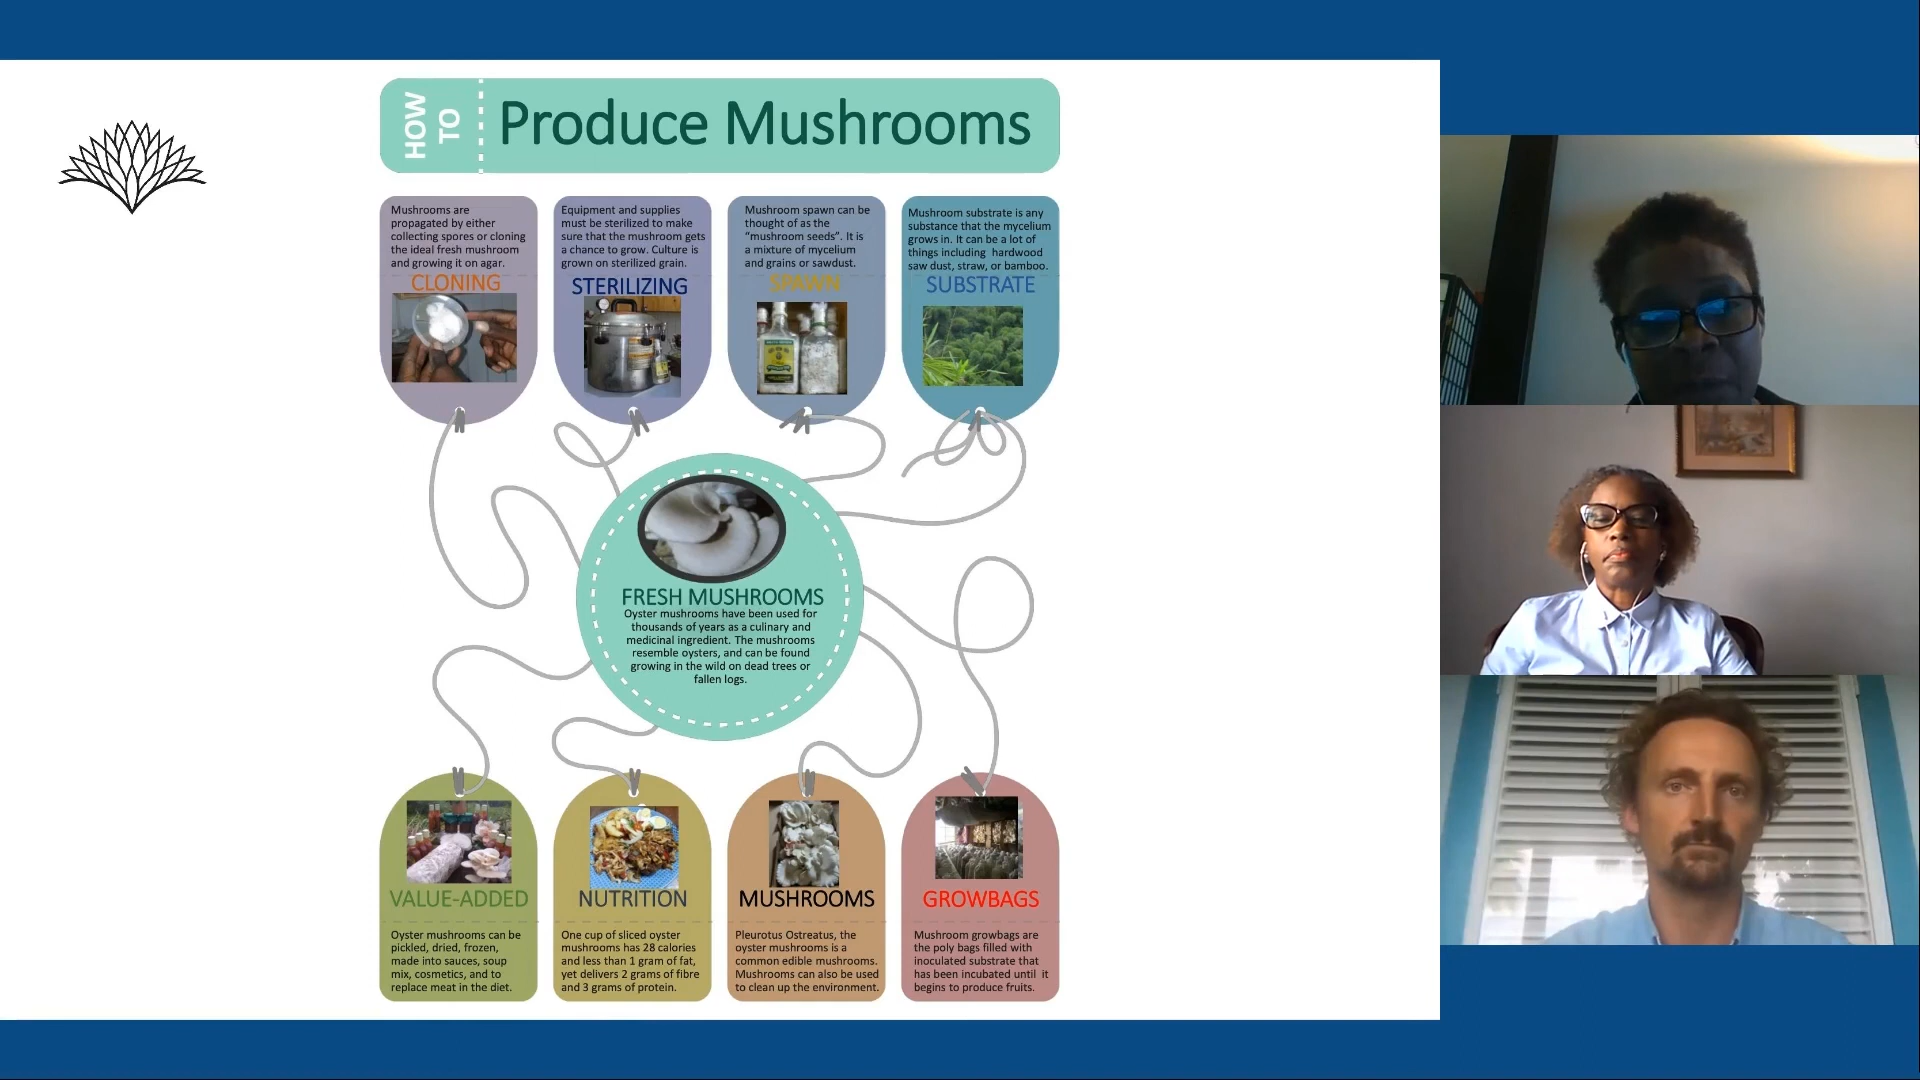 HOW TO
Produce Mushrooms
Mushrooms are
propagated by either
collecting spores or cloning
the ideal fresh mushroom
and growing it on agar.
CLONING
Equipment and supplies
must be sterilized to make
sure that the mushroom gets
a chance to grow. Culture is
grown on sterilized grain.
STERILIZING
Mushroom spawn can be
thought of as the
“mushroom seeds”. It is
a mixture of mycelium
and grains or sawdust.
SPAWN
Mushroom substrate is any
substance that the mycelium
grows in. It can be a lot of
things including hardwood
saw dust, straw, or bamboo.
SUBSTRATE
FRESH MUSHROOMS
Oyster mushrooms have been used for
thousands of years as a culinary and
medicinal ingredient. The mushrooms
resemble oysters, and can be found
growing in the wild on dead trees or
fallen logs.
VALUE-ADDED
Oyster mushrooms can be
pickled, dried, frozen,
made into sauces, soup
mix, cosmetics, and to
replace meat in the diet.
NUTRITION
One cup of sliced oyster
mushrooms has 28 calories
and less than 1 gram of fat,
yet delivers 2 grams of fibre
and 3 grams of protein.
MUSHROOMS
Pleurotus Ostreatus, the
oyster mushrooms is a
common edible mushrooms.
Mushrooms can also be used
to clean up the environment.
GROWBAGS
Mushroom growbags are
the poly bags filled with
inoculated substrate that
has been incubated until it
begins to produce fruits.